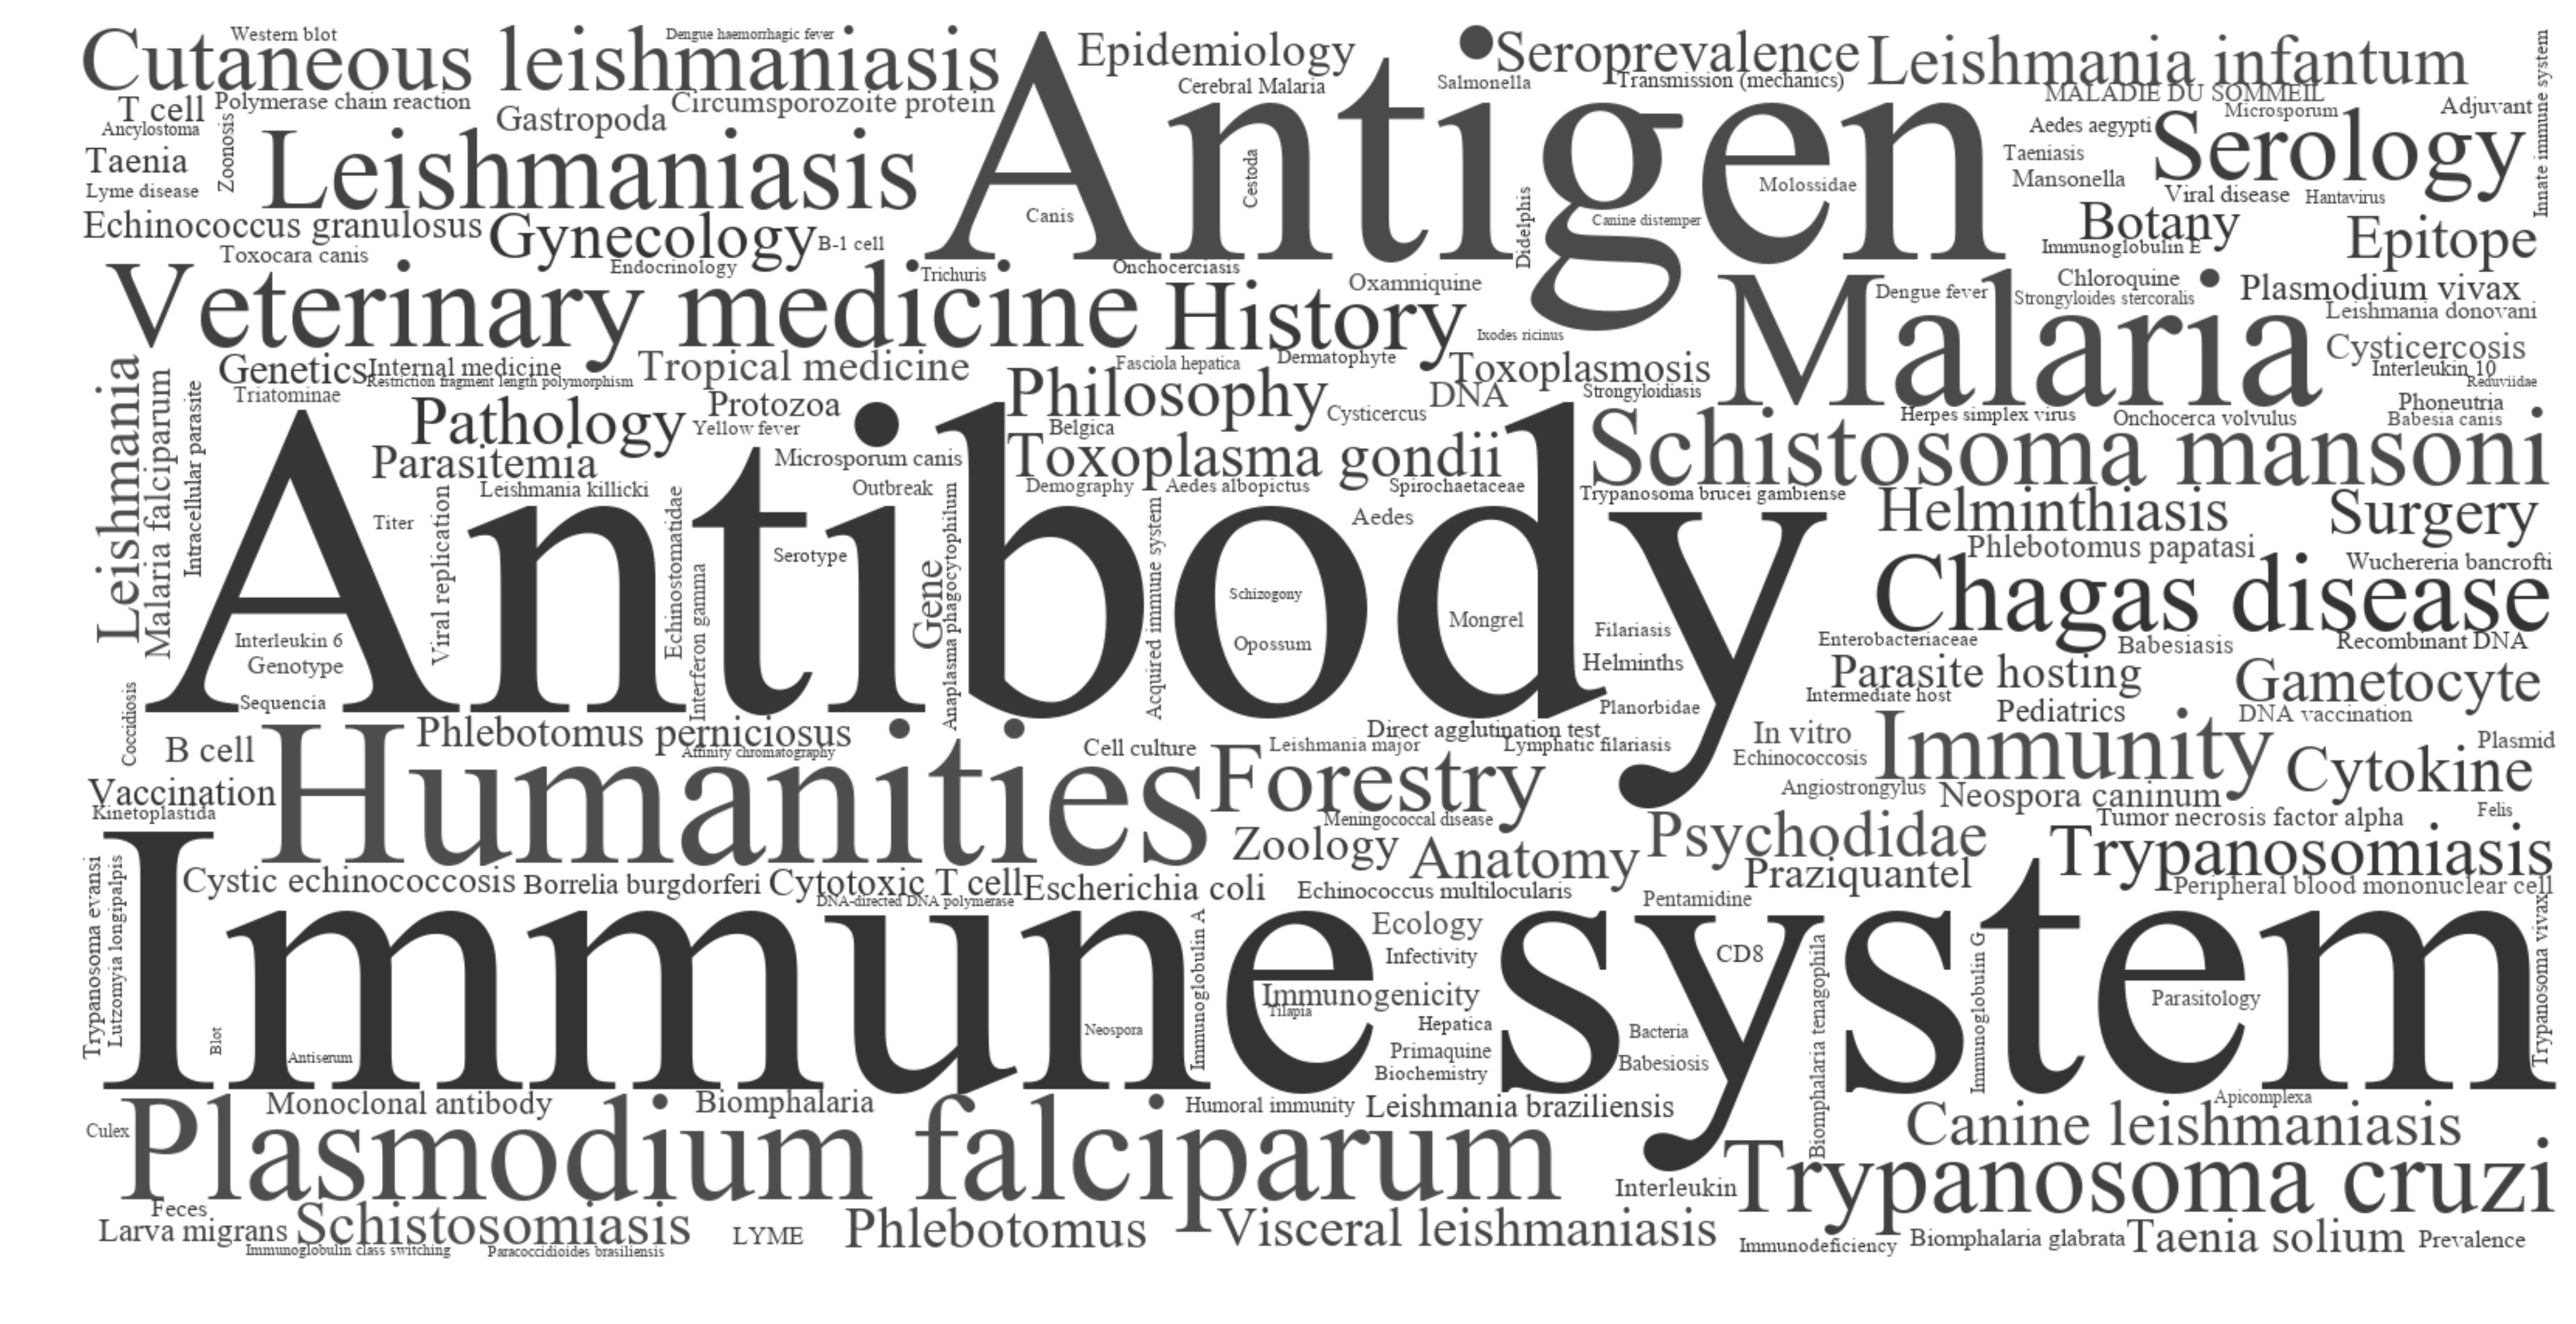 Cutaneous leishmaniasis
Western blot
Dengue haemorrhagic fever
Antigen
Epidemiology
Cerebral Malaria
Salmonella
Seroprevalence
Transmission (mechanics)
Leishmania infantum
MALADIE DU SOMMEIL
Microsporum
Adjuvant
Innate immune system
T cell
Polymerase chain reaction
Gastropoda
Circumsporozoite protein
Ancylostoma
Zoonosis
Taenia
Lyme disease
Leishmaniasis
Canis
Cestoda
Didelphis
Canine distemper
Molossidae
Aedes aegypti
Taeniasis
Mansonella
Serology
Viral disease
Hantavirus
Echinococcus granulosus
Gynecology
B-1 cell
Botany
Immunoglobulin E
Epitope
Toxocara canis
Endocrinology
Trichuris
Onchocerciasis
Veterinary medicine
History
Oxamniquine
Ixodes ricinus
Malaria
Dengue fever
Chloroquine
Strongyloides stercoralis
Plasmodium vivax
Leishmania donovani
Cysticercosis
Interleukin 10
Reduviidae
Phoneutria
Babesia canis
Leishmania
Malaria falciparum
Intracellular parasite
Genetics
Internal medicine
Restriction fragment length polymorphism
Triatominae
Tropical medicine
Fasciola hepatica
Dermatophyte
Toxoplasmosis
Strongyloidiasis
Philosophy
Cysticercus
DNA
Belgica
Pathology
Protozoa
Yellow fever
Parasitemia
Microsporum canis
Toxoplasma gondii
Schistosoma mansoni
Herpes simplex virus
Onchocerca volvulus
Leishmania killicki
Outbreak
Demography
Aedes albopictus
Spirochaetaceae
Trypanosoma brucei gambiense
Antibody
Titer
Viral replication
Echinostomatidae
Interferon gamma
Serotype
Gene
Anaplasma phagocytophilum
Acquired immune system
Aedes
Schizogony
Opossum
Mongrel
Filariasis
Helminths
Planorbidae
Helminthiasis
Surgery
Phlebotomus papatasi
Wuchereria bancrofti
Chagas disease
Enterobacteriaceae
Babesiasis
Recombinant DNA
Interleukin 6
Genotype
Sequencia
Parasite hosting
Intermediate host
Gametocyte
Pediatrics
DNA vaccination
Coccidiosis
B cell
Humanities
Phlebotomus perniciosus
Affinity chromatography
Cell culture
Forestry
Leishmania major
Direct agglutination test
Lymphatic filariasis
In vitro
Echinococcosis
Immunity
Plasmid
Cytokine
Angiostrongylus
Neospora caninum
Vaccination
Kinetoplastida
Meningococcal disease
Zoology
Anatomy
Psychodidae
Praziquantel
Tumor necrosis factor alpha
Felis
Trypanosomiasis
Peripheral blood mononuclear cell
Trypanosoma evansi
Lutzomyia longipalpis
Cystic echinococcosis
Borrelia burgdorferi
Cytotoxic T cell
DNA-directed DNA polymerase
Escherichia coli
Echinococcus multilocularis
Pentamidine
Immune system
Blot
Antiserum
Neospora
Immunoglobulin A
Ecology
Infectivity
Immunogenicity
Tilapia
Hepatica
Primaquine
Biochemistry
CD8
Bacteria
Babesiosis
Biomphalaria tenagophila
Immunoglobulin G
Parasitology
Trypanosoma vivax
Monoclonal antibody
Biomphalaria
Humoral immunity
Leishmania braziliensis
Apicomplexa
Culex
Plasmodium falciparum
Canine leishmaniasis
Interleukin
Trypanosoma cruzi
Feces
Larva migrans
Schistosomiasis
Immunoglobulin class switching
Paracoccidioides brasiliensis
LYME
Phlebotomus
Visceral leishmaniasis
Immunodeficiency
Biomphalaria glabrata
Taenia solium
Prevalence